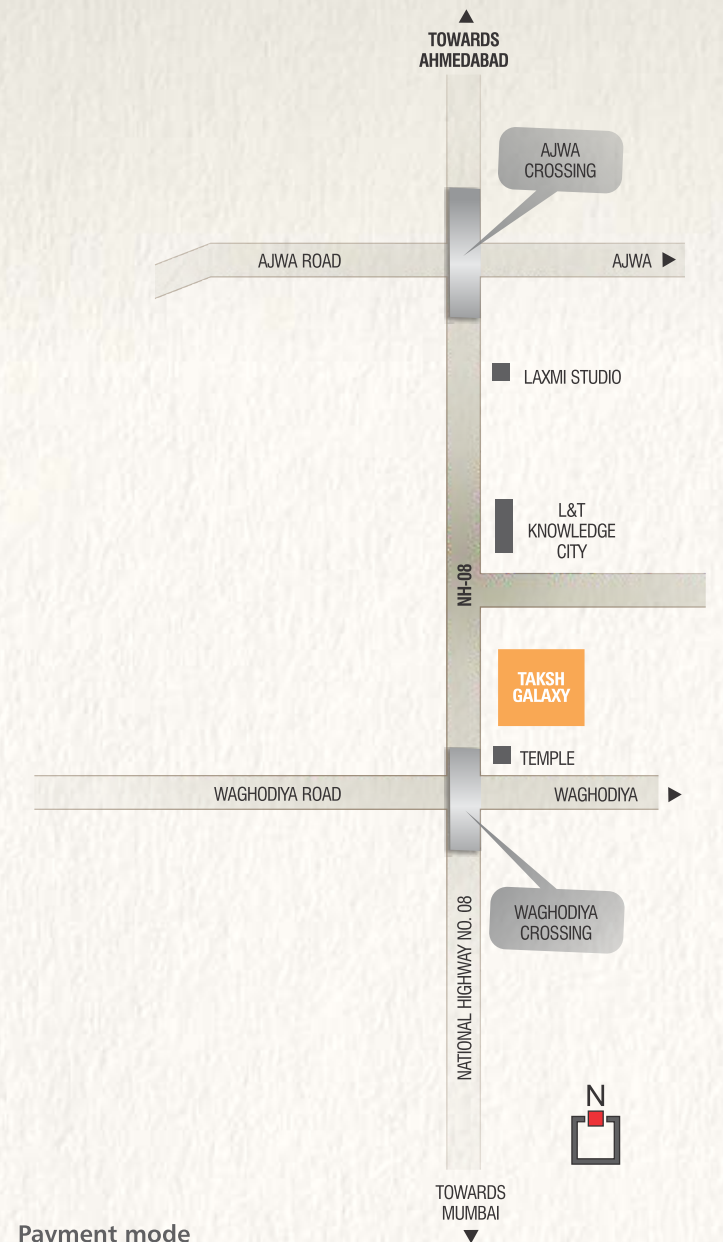 TOWARDS
AHMEDABAD
AJWA
CROSSING
AJWA ROAD
AJWA
LAXMI STUDIO
L&T
KNOWLEDGE
CITY
NH-08
TAKSH
GALAXY
TEMPLE
WAGHODIYA ROAD
WAGHODIYA
WAGHODIYA
CROSSING
NATIONAL HIGHWAY NO. 08
N
TOWARDS
MUMBAI
Payment mode